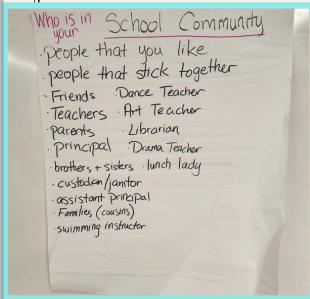 Who is in your School Community
· people that you like
· people that stick together
· Friends · Dance Teacher
· Teachers · Art Teacher
· parents · Librarian
· principal · Drama Teacher
· brothers + sisters · lunch lady
· custodian/janitor
· assistant principal
· Families (cousins)
· swimming instructor